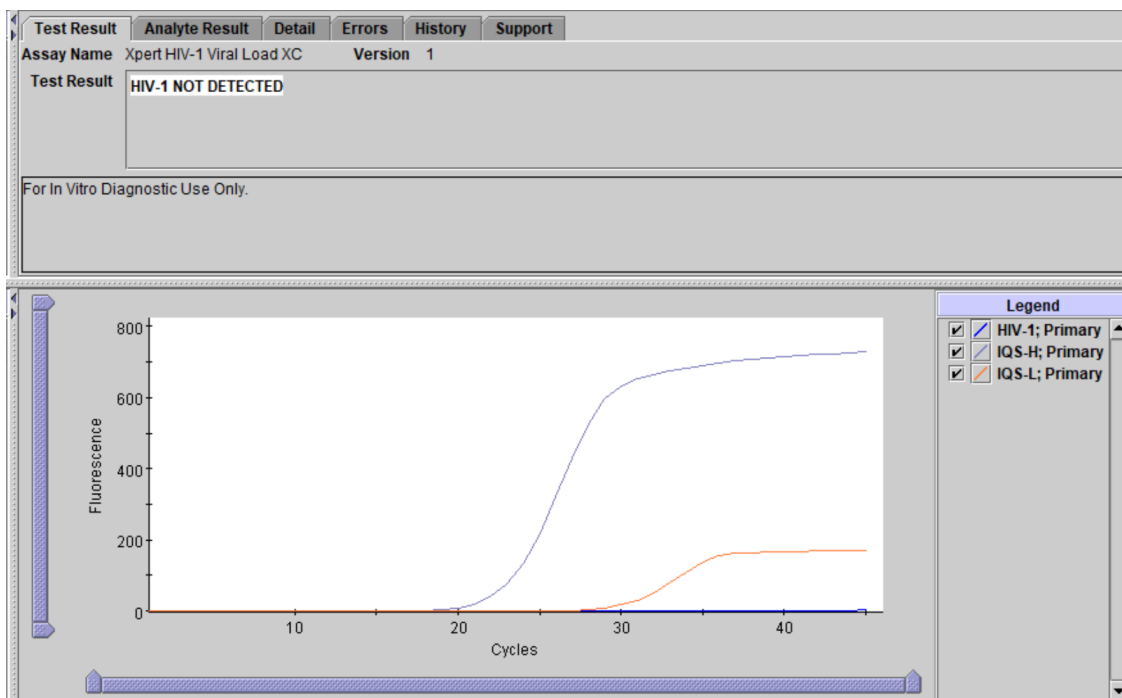 Test Result Analyte Result Detail Errors History Support
Assay Name Xpert HIV-1 Viral Load XC Version 1
Test Result HIV-1 NOT DETECTED
For In Vitro Diagnostic Use Only.
Legend
HIV-1; Primary
IQS-H; Primary
IQS-L; Primary
800
600
400
200
0
Fluorescence
10 20 30 40
Cycles